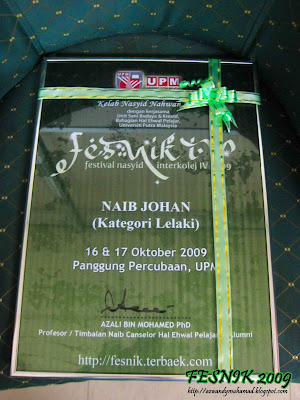 UPM
Kelab Nasyid Nahwan
dengan kerjasama
Unit Seni Budaya & Kreatif,
Bahagian Hal Ehwal Pelajar,
Universiti Putra Malaysia
fesnik
festival nasyid interkolej IV
NAIB JOHAN
(Kategori Lelaki)
16 & 17 Oktober 2009
Panggung Percubaan, UPM
AZALI BIN MOHAMED PhD
Profesor / Timbalan Naib Canselor Hal Ehwal Pelajar Alumni
http://fesnik.terbaek.com
FESNIK 2009